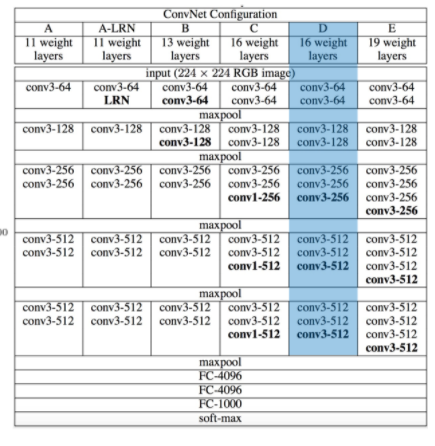 ConvNet Configuration
A A-LRN B C D E
11 weight 11 weight 13 weight 16 weight 16 weight 19 weight
layers layers layers layers layers layers
input (224 × 224 RGB image)
conv3-64 conv3-64 conv3-64 conv3-64 conv3-64 conv3-64
LRN conv3-64 conv3-64 conv3-64 conv3-64
maxpool
conv3-128 conv3-128 conv3-128 conv3-128 conv3-128 conv3-128
conv3-128 conv3-128 conv3-128 conv3-128
maxpool
conv3-256 conv3-256 conv3-256 conv3-256 conv3-256 conv3-256
conv3-256 conv3-256 conv3-256 conv3-256 conv3-256 conv3-256
conv1-256 conv3-256 conv3-256
conv3-256
maxpool
conv3-512 conv3-512 conv3-512 conv3-512 conv3-512 conv3-512
conv3-512 conv3-512 conv3-512 conv3-512 conv3-512 conv3-512
conv1-512 conv3-512 conv3-512
conv3-512
maxpool
conv3-512 conv3-512 conv3-512 conv3-512 conv3-512 conv3-512
conv3-512 conv3-512 conv3-512 conv3-512 conv3-512 conv3-512
conv1-512 conv3-512 conv3-512
conv3-512
maxpool
FC-4096
FC-4096
FC-1000
soft-max